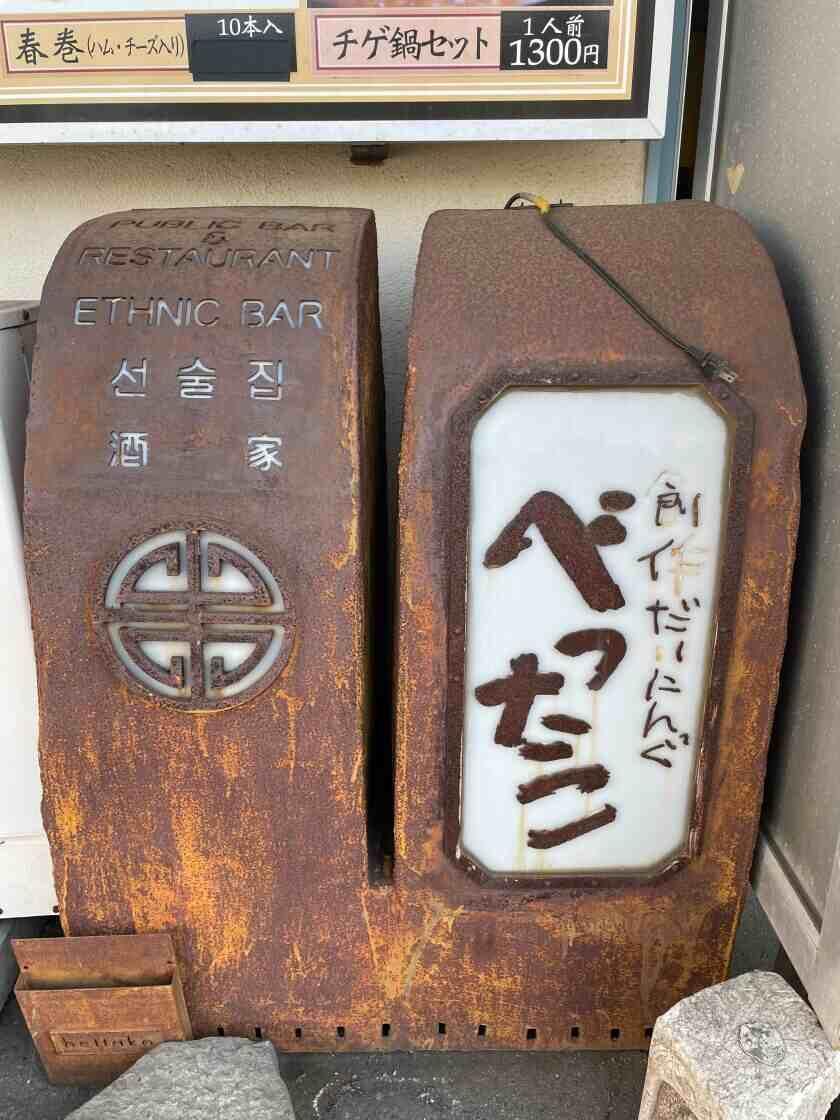 春巻(ハム・チーズ入り)
10本入
チゲ鍋セット
1人前
1300円
PUBLIC BAR
&
RESTAURANT
ETHNIC BAR
선술집
酒家
創作だいにんぐ
べったこ